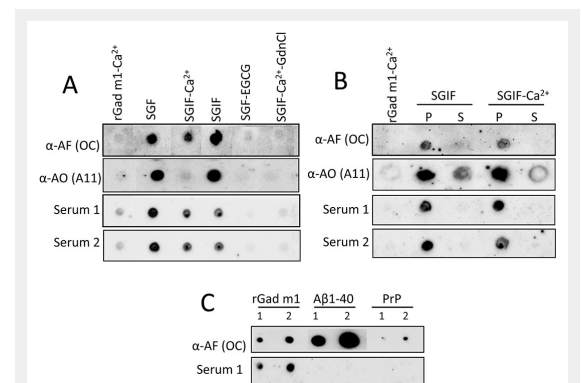 A
rGad m1-Ca²⁺
SGF
SGIF-Ca²⁺
SGIF
SGF-EGCG
SGIF-Ca²⁺-GdnCl
α-AF (OC)
α-AO (A11)
Serum 1
Serum 2
B
rGad m1-Ca²⁺
SGIF SGIF-Ca²⁺
P S P S
α-AF (OC)
α-AO (A11)
Serum 1
Serum 2
C
rGad m1 Aβ1-40 PrP
1 2 1 2 1 2
α-AF (OC)
Serum 1